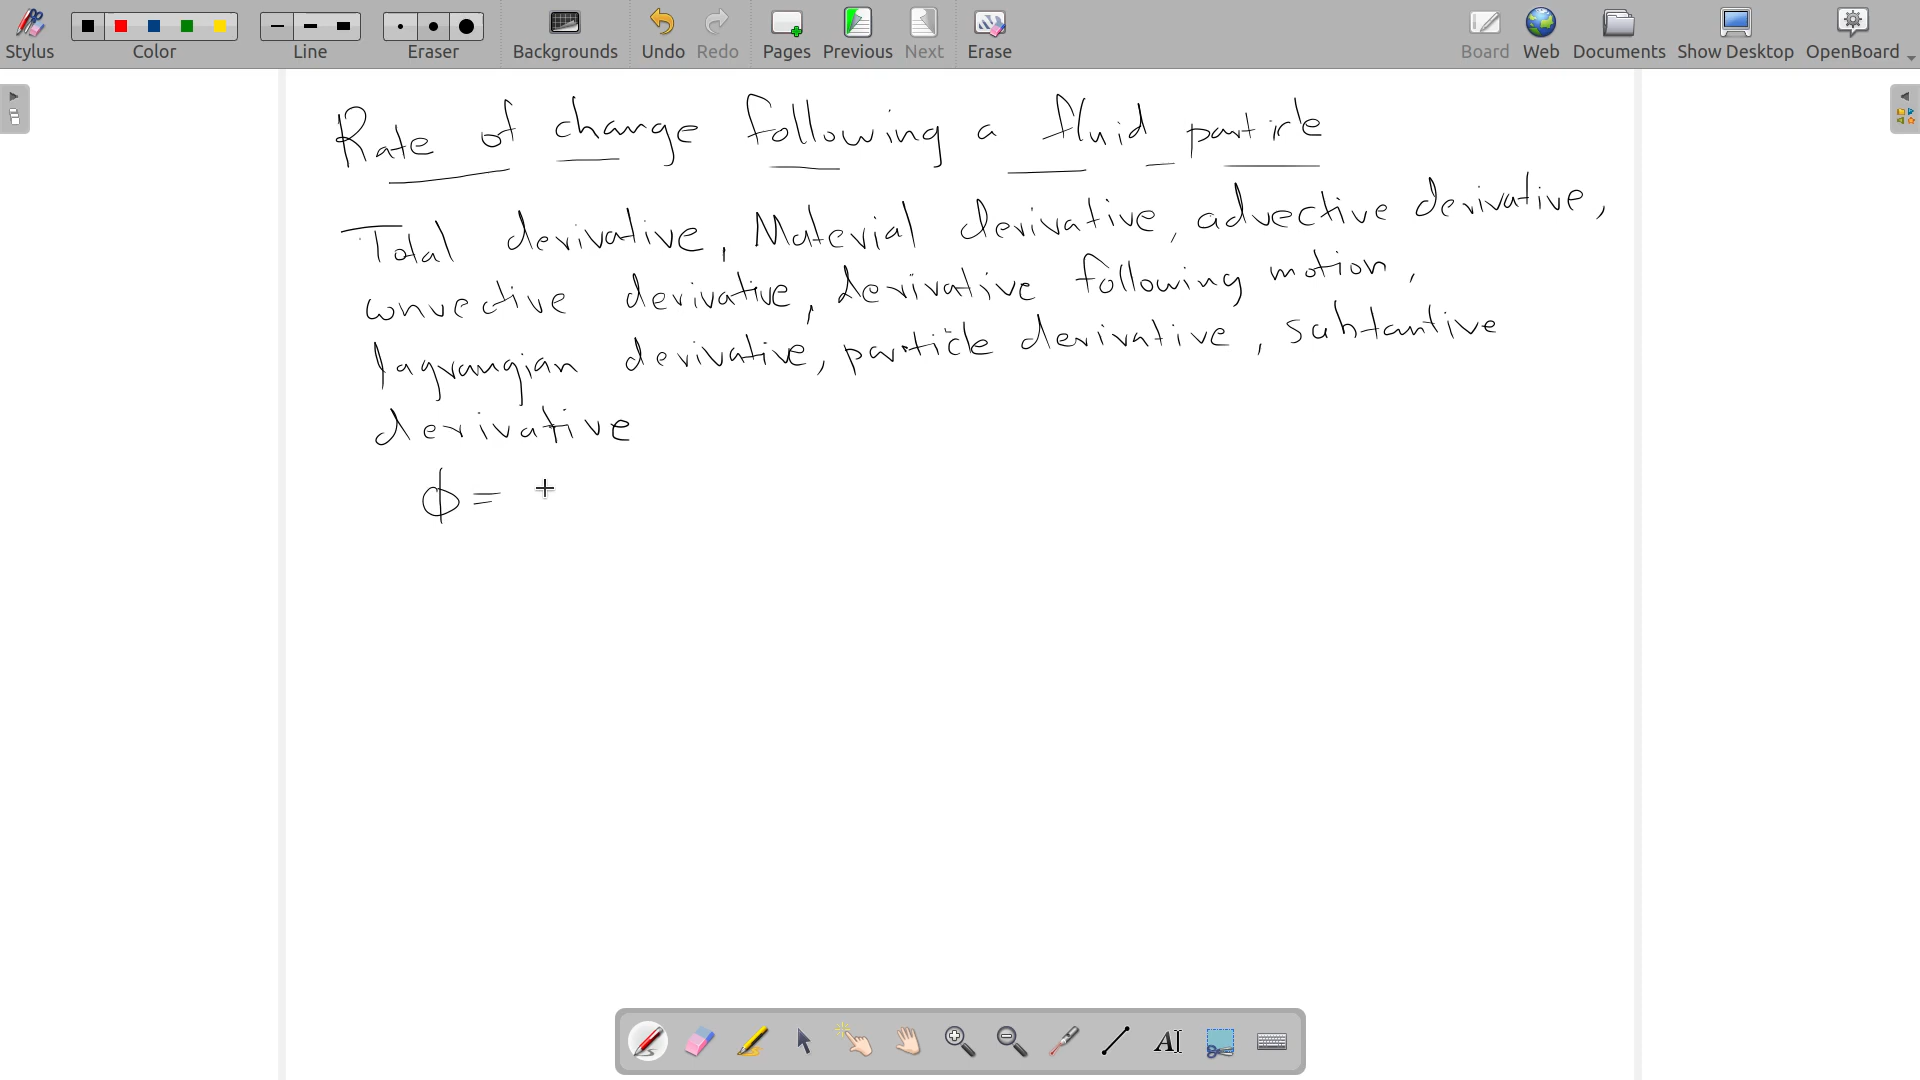 Stylus Color Line Eraser Backgrounds Undo Redo Pages Previous Next Erase Board Web Documents Show Desktop OpenBoard
Rate of change following a fluid particle
Total derivative, Material derivative, advective derivative,
convective derivative, derivative following motion,
lagrangian derivative, particle derivative, subtantive
derivative
ϕ =
AI